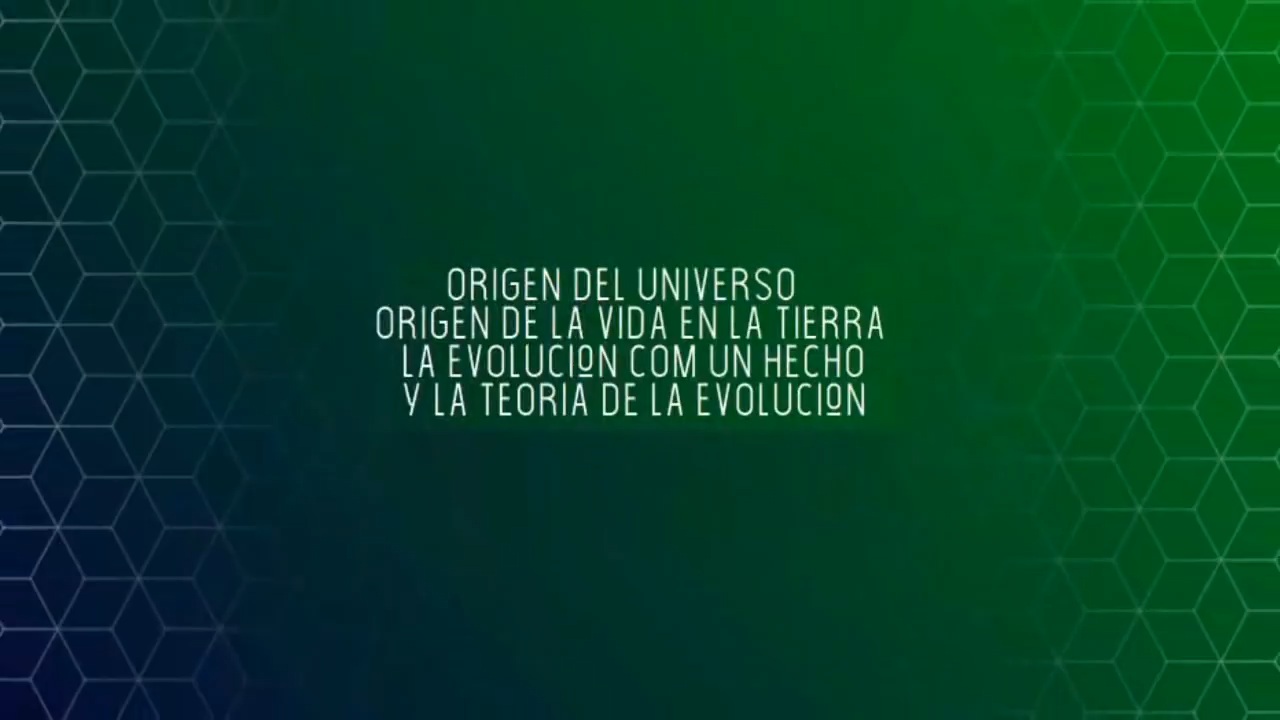 ORIGEN DEL UNIVERSO
ORIGEN DE LA VIDA EN LA TIERRA
LA EVOLUCIºN COM UN HECHO
Y LA TEORIA DE LA EVOLUCIºN